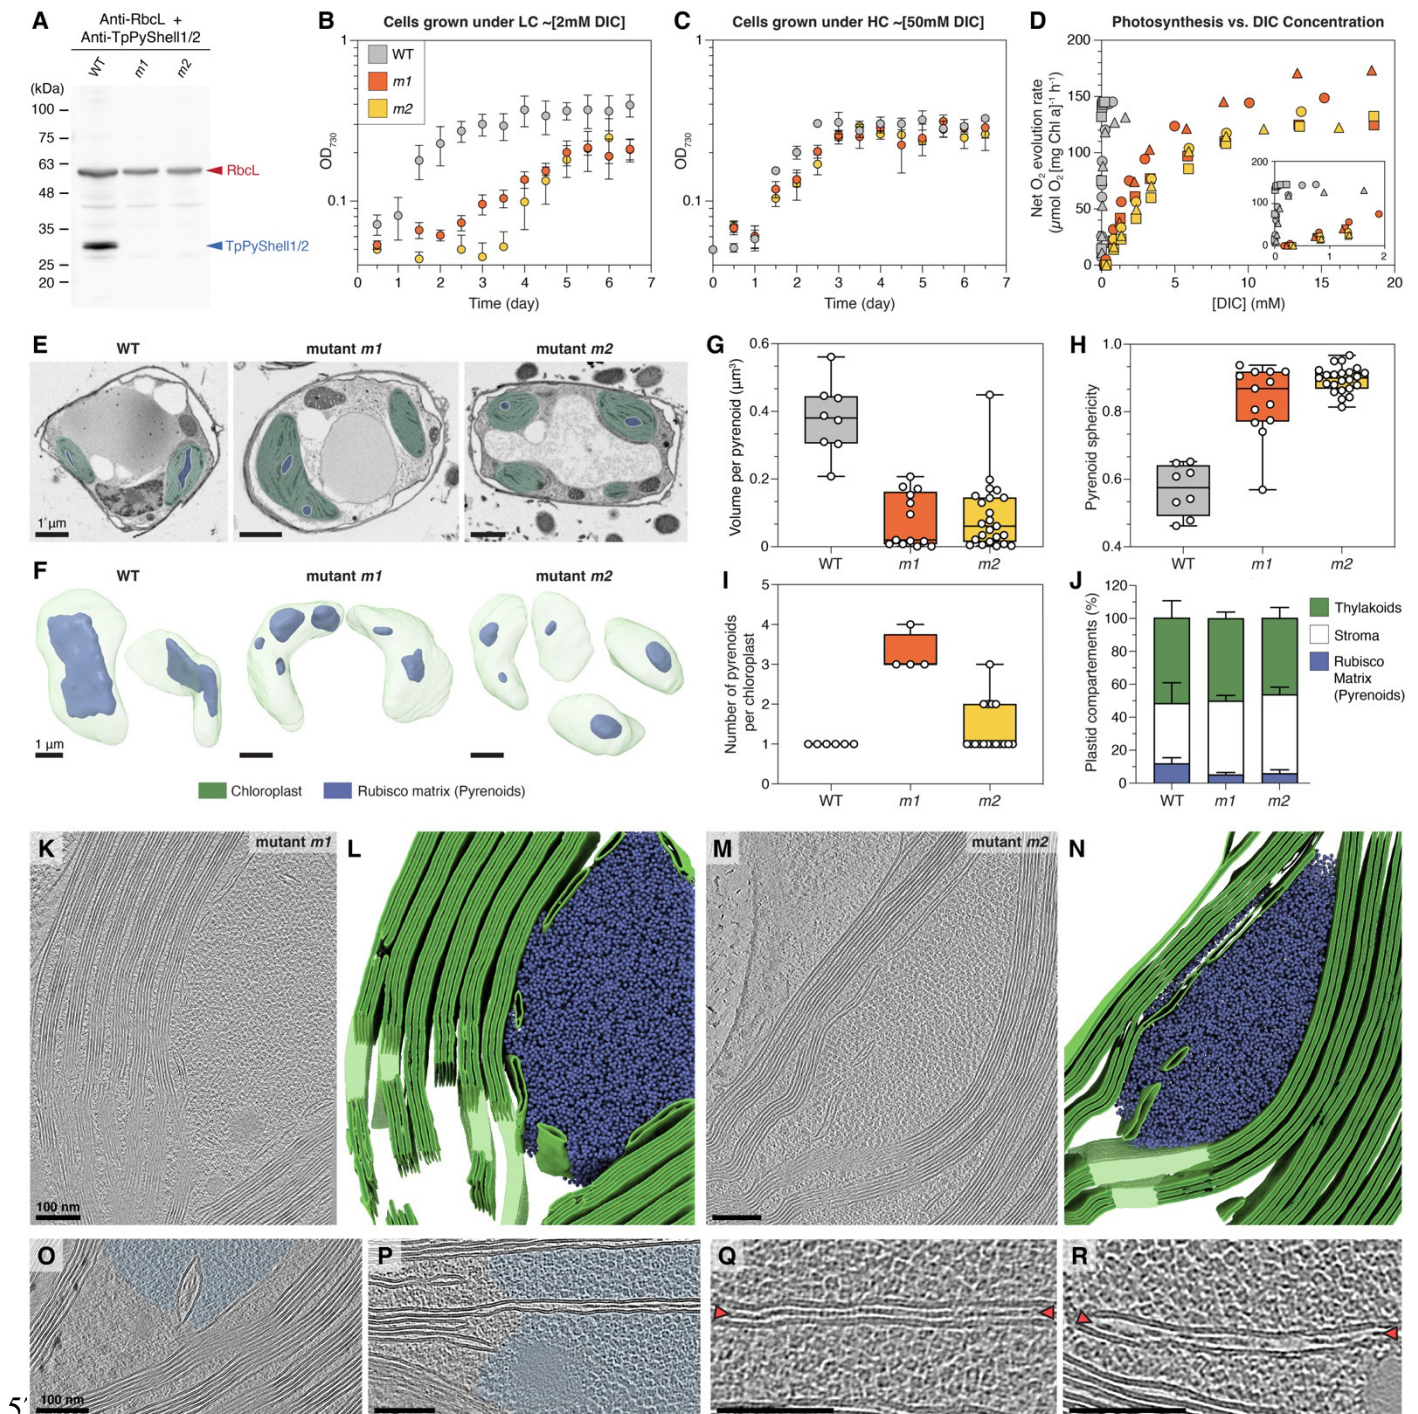 A
Anti-RbcL +
Anti-TpPyShell1/2
WT m1 m2
(kDa)
100
75
63
48
35
25
20
RbcL
TpPyShell1/2
B
Cells grown under LC ~[2mM DIC]
WT
m1
m2
OD730
1
0.1
0 1 2 3 4 5 6 7
Time (day)
C
Cells grown under HC ~[50mM DIC]
OD730
1
0.1
0 1 2 3 4 5 6 7
Time (day)
D
Photosynthesis vs. DIC Concentration
Net O2 evolution rate
(µmol O2 [mg Chl a]-1 h-1)
200
150
100
50
0
200
100
0
0 1 2
0 5 10 15 20
[DIC] (mM)
E
WT mutant m1 mutant m2
1 µm
F
WT mutant m1 mutant m2
1 µm
Chloroplast Rubisco matrix (Pyrenoids)
G
Volume per pyrenoid (µm3)
0.6
0.4
0.2
0
WT m1 m2
H
Pyrenoid sphericity
1.0
0.8
0.6
0.4
WT m1 m2
I
Number of pyrenoids
per chloroplast
5
4
3
2
1
0
WT m1 m2
J
Plastid compartements (%)
120
100
80
60
40
20
0
WT m1 m2
Thylakoids
Stroma
Rubisco
Matrix
(Pyrenoids)
K
mutant m1
100 nm
L
M
mutant m2
N
O
100 nm
P
Q
R
5'